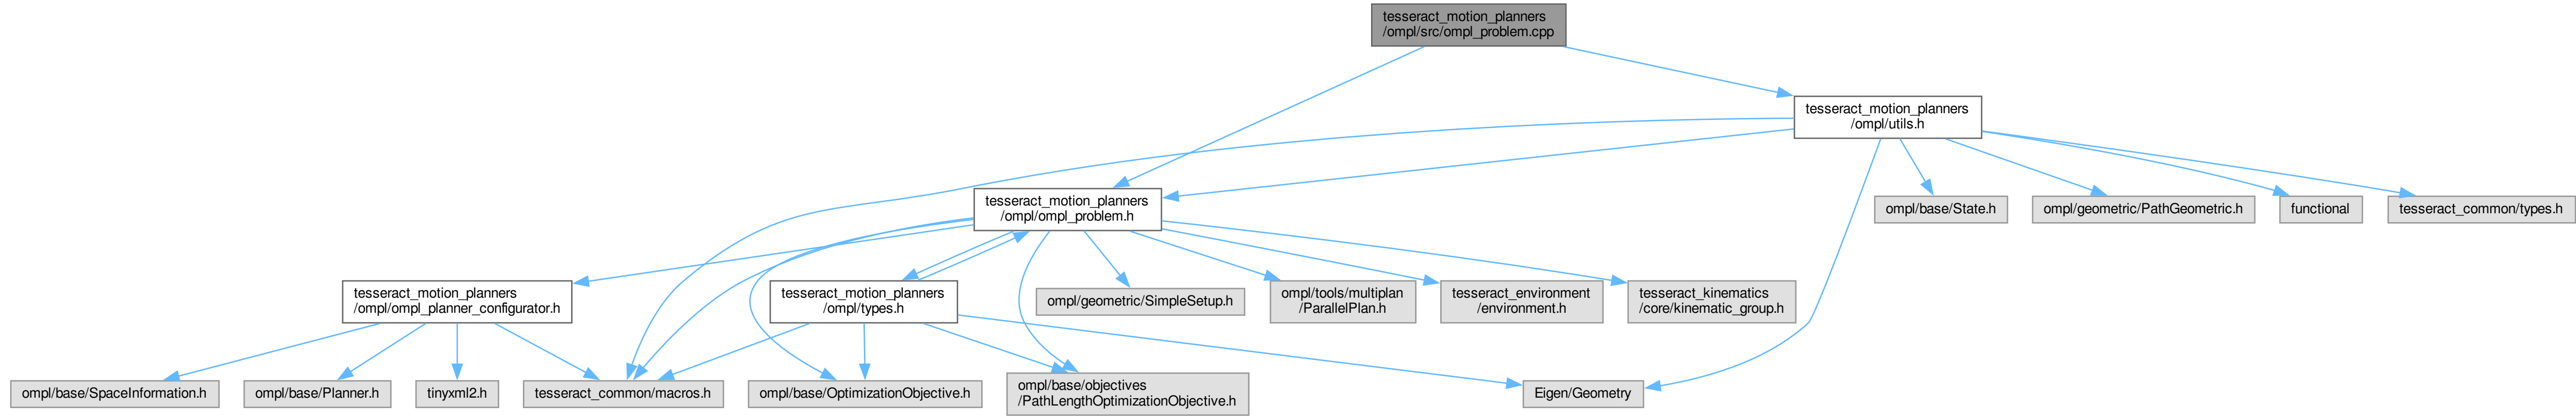 tesseract_motion_planners
/ompl/src/ompl_problem.cpp
tesseract_motion_planners
/ompl/utils.h
tesseract_motion_planners
/ompl/ompl_problem.h
ompl/base/State.h
ompl/geometric/PathGeometric.h
functional
tesseract_common/types.h
tesseract_motion_planners
/ompl/ompl_planner_configurator.h
tesseract_motion_planners
/ompl/types.h
ompl/geometric/SimpleSetup.h
ompl/tools/multiplan
/ParallelPlan.h
tesseract_environment
/environment.h
tesseract_kinematics
/core/kinematic_group.h
ompl/base/SpaceInformation.h
ompl/base/Planner.h
tinyxml2.h
tesseract_common/macros.h
ompl/base/OptimizationObjective.h
ompl/base/objectives
/PathLengthOptimizationObjective.h
Eigen/Geometry